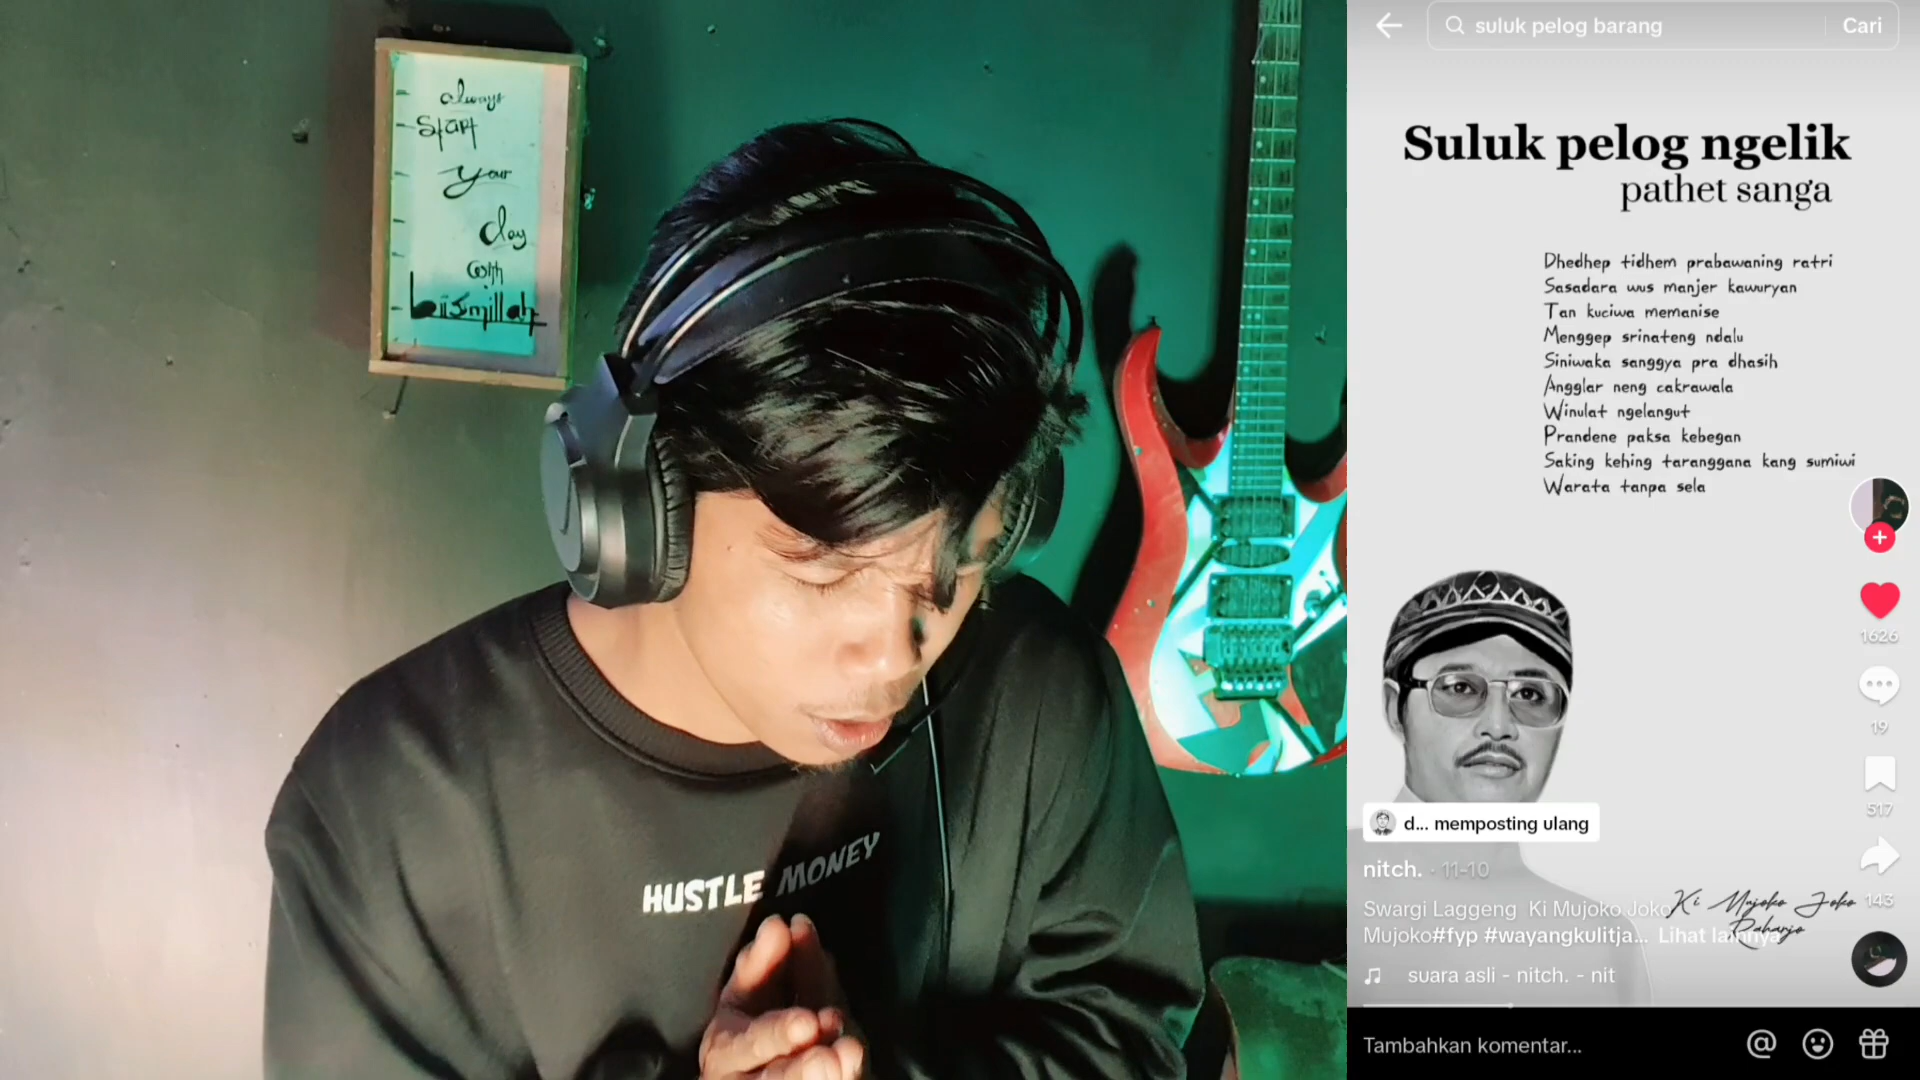 always
start
your
day
with
bismillah
HUSTLE MONEY
suluk pelog barang
Cari
Suluk pelog ngelik
pathet sanga
Dhedhep tidhem prabawaning ratri
Sasadara wus manjer kawuryan
Tan kuciwa memanise
Menggep srinateng ndalu
Siniwaka sanggya pra dhasih
Angglar neng cakrawala
Winulat ngelangut
Prandene paksa kebegan
Saking kehing taranggana kang sumiwi
Warata tanpa sela
1626
19
517
143
d... memposting ulang
nitch. · 11-10
Swargi Laggeng Ki Mujoko Joko
Mujoko#fyp #wayangkulitja... Lihat lainnya
Ki Mujoko Joko
Raharjo
suara asli - nitch. - nit
Tambahkan komentar...